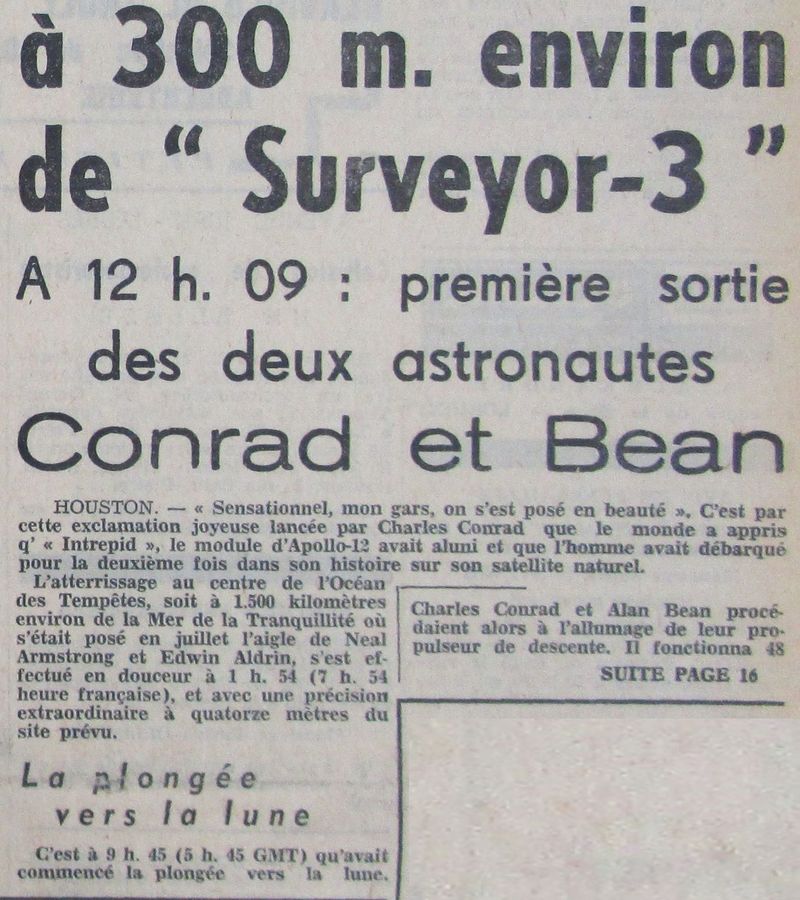 à 300 m. environ
de " Surveyor-3 "
A 12 h. 09 : première sortie
des deux astronautes
Conrad et Bean
HOUSTON. — « Sensationnel, mon gars, on s'est posé en beauté ». C'est par
cette exclamation joyeuse lancée par Charles Conrad que le monde a appris
q' « Intrepid », le module d'Apollo-12 avait aluni et que l'homme avait débarqué
pour la deuxième fois dans son histoire sur son satellite naturel.
L'atterrissage au centre de l'Océan
des Tempêtes, soit à 1.500 kilomètres
environ de la Mer de la Tranquillité où
s'était posé en juillet l'aigle de Neal
Armstrong et Edwin Aldrin, s'est ef-
fectué en douceur à 1 h. 54 (7 h. 54
heure française), et avec une précision
extraordinaire à quatorze mètres du
site prévu.
La plongée
vers la lune
C'est à 9 h. 45 (5 h. 45 GMT) qu'avait
commencé la plongée vers la lune.
Charles Conrad et Alan Bean procé-
daient alors à l'allumage de leur pro-
pulseur de descente. Il fonctionna 48
SUITE PAGE 16